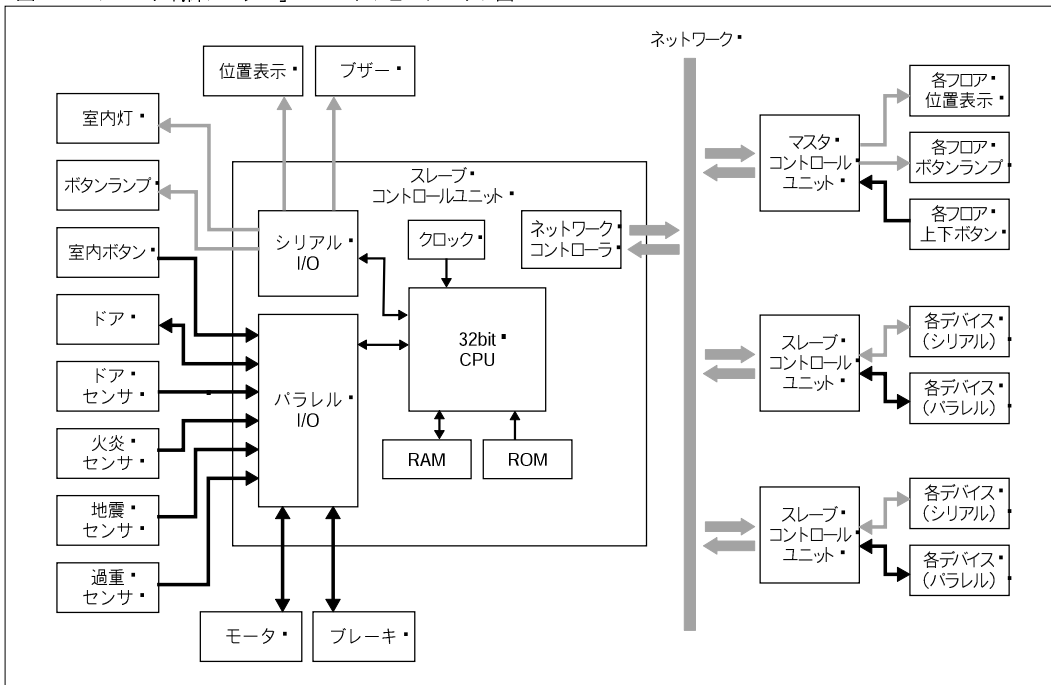 ネットワーク
位置表示
ブザー
室内灯
ボタンランプ
室内ボタン
ドア
ドア
センサ
火炎
センサ
地震
センサ
過重
センサ
スレーブ
コントロールユニット
シリアル
I/O
クロック
ネットワーク
コントローラ
32bit
CPU
パラレル
I/O
RAM
ROM
モータ
ブレーキ
マスタ
コントロール
ユニット
各フロア
位置表示
各フロア
ボタンランプ
各フロア
上下ボタン
スレーブ
コントロール
ユニット
各デバイス
(シリアル)
各デバイス
(パラレル)
スレーブ
コントロール
ユニット
各デバイス
(シリアル)
各デバイス
(パラレル)